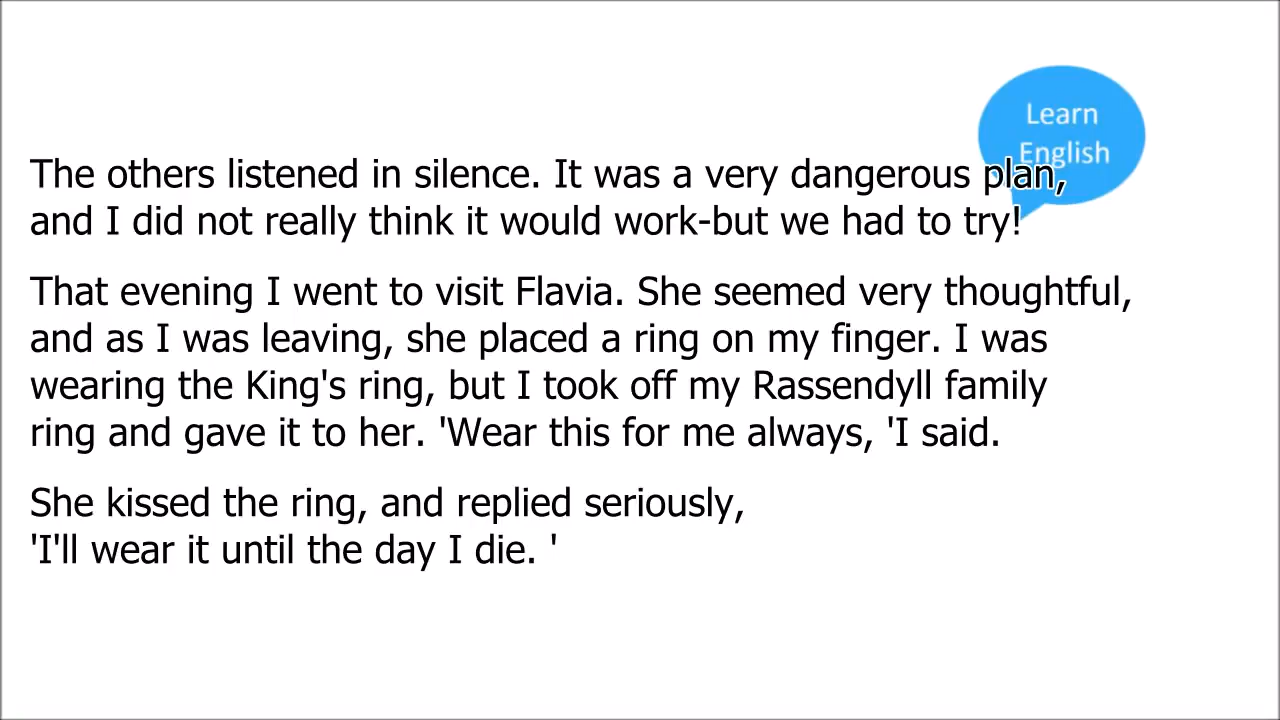 Learn
English
The others listened in silence. It was a very dangerous plan,
and I did not really think it would work-but we had to try!
That evening I went to visit Flavia. She seemed very thoughtful,
and as I was leaving, she placed a ring on my finger. I was
wearing the King's ring, but I took off my Rassendyll family
ring and gave it to her. 'Wear this for me always, 'I said.
She kissed the ring, and replied seriously,
'I'll wear it until the day I die. '